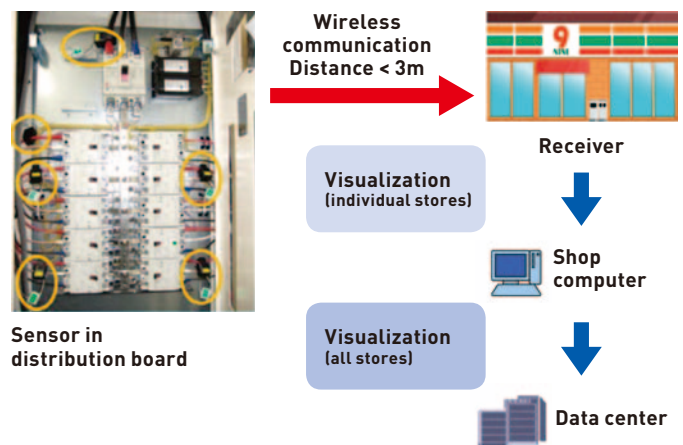 Wireless
communication
Distance < 3m
9
Receiver
Visualization
(individual stores)
Shop
computer
Sensor in
distribution board
Visualization
(all stores)
Data center